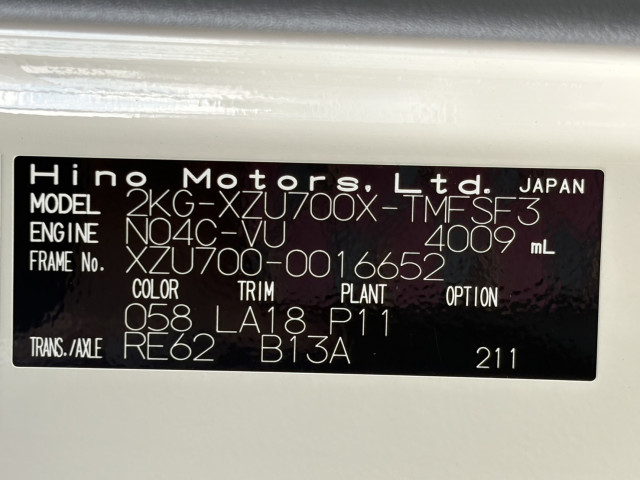 Hino Motors, Ltd. JAPAN
MODEL 2KG-XZU700X-TMFSF3
ENGINE N04C-VU 4009 mL
FRAME No. XZU700-0016652
COLOR TRIM PLANT OPTION
058 LA18 P11
TRANS./AXLE RE62 B13A 211